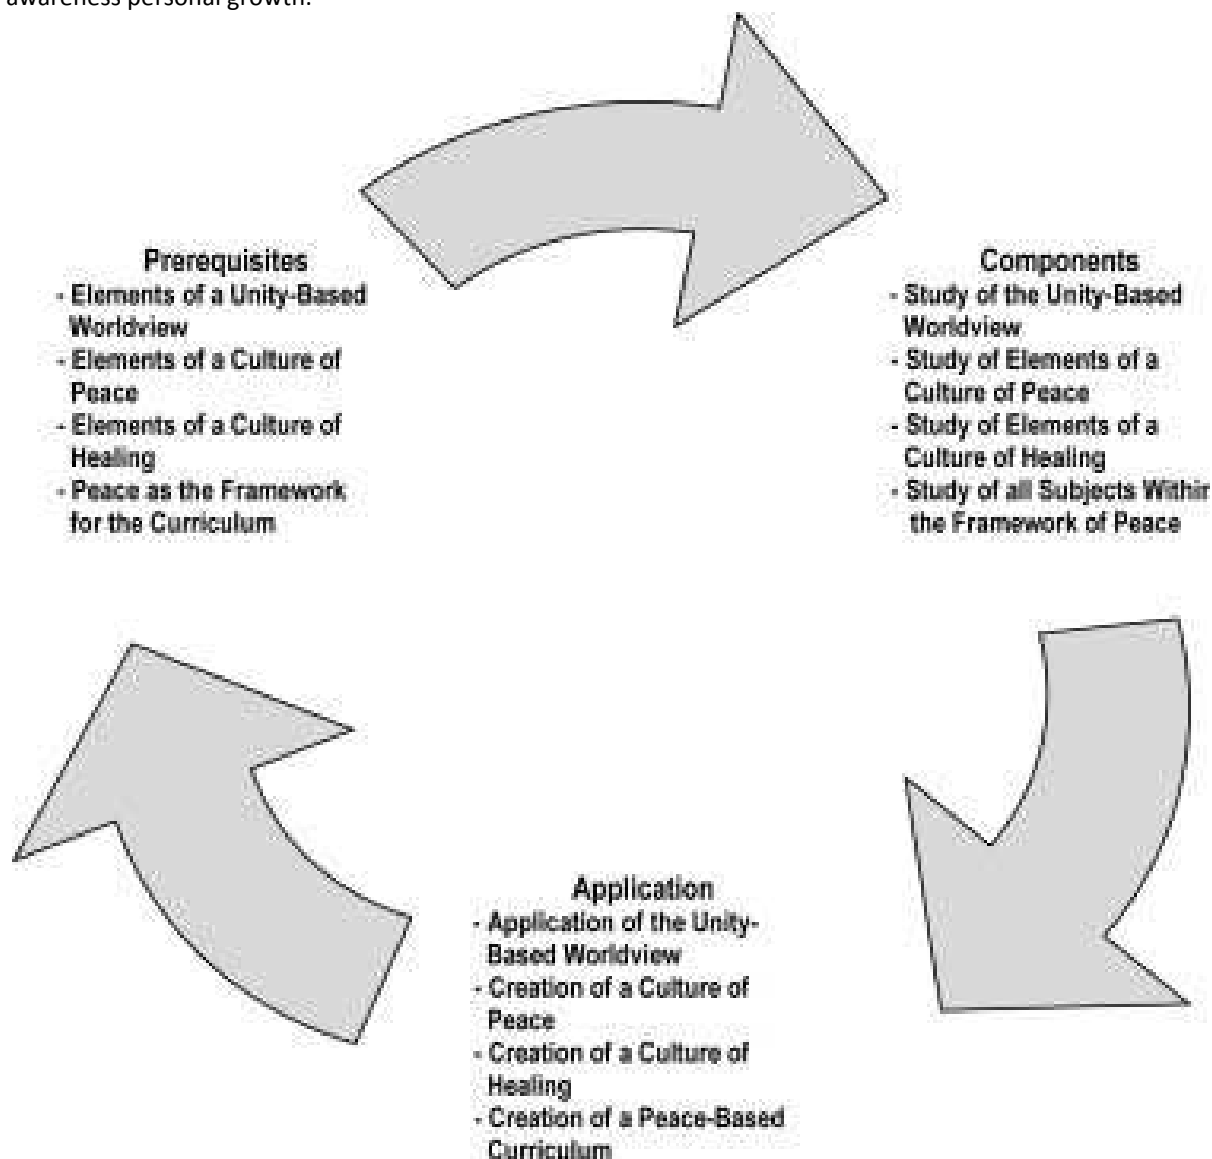 awareness personal growth.
Prerequisites
- Elements of a Unity-Based
Worldview
- Elements of a Culture of
Peace
- Elements of a Culture of
Healing
- Peace as the Framework
for the Curriculum
Components
- Study of the Unity-Based
Worldview
- Study of Elements of a
Culture of Peace
- Study of Elements of a
Culture of Healing
- Study of all Subjects Within
the Framework of Peace
Application
- Application of the Unity-
Based Worldview
- Creation of a Culture of
Peace
- Creation of a Culture of
Healing
- Creation of a Peace-Based
Curriculum